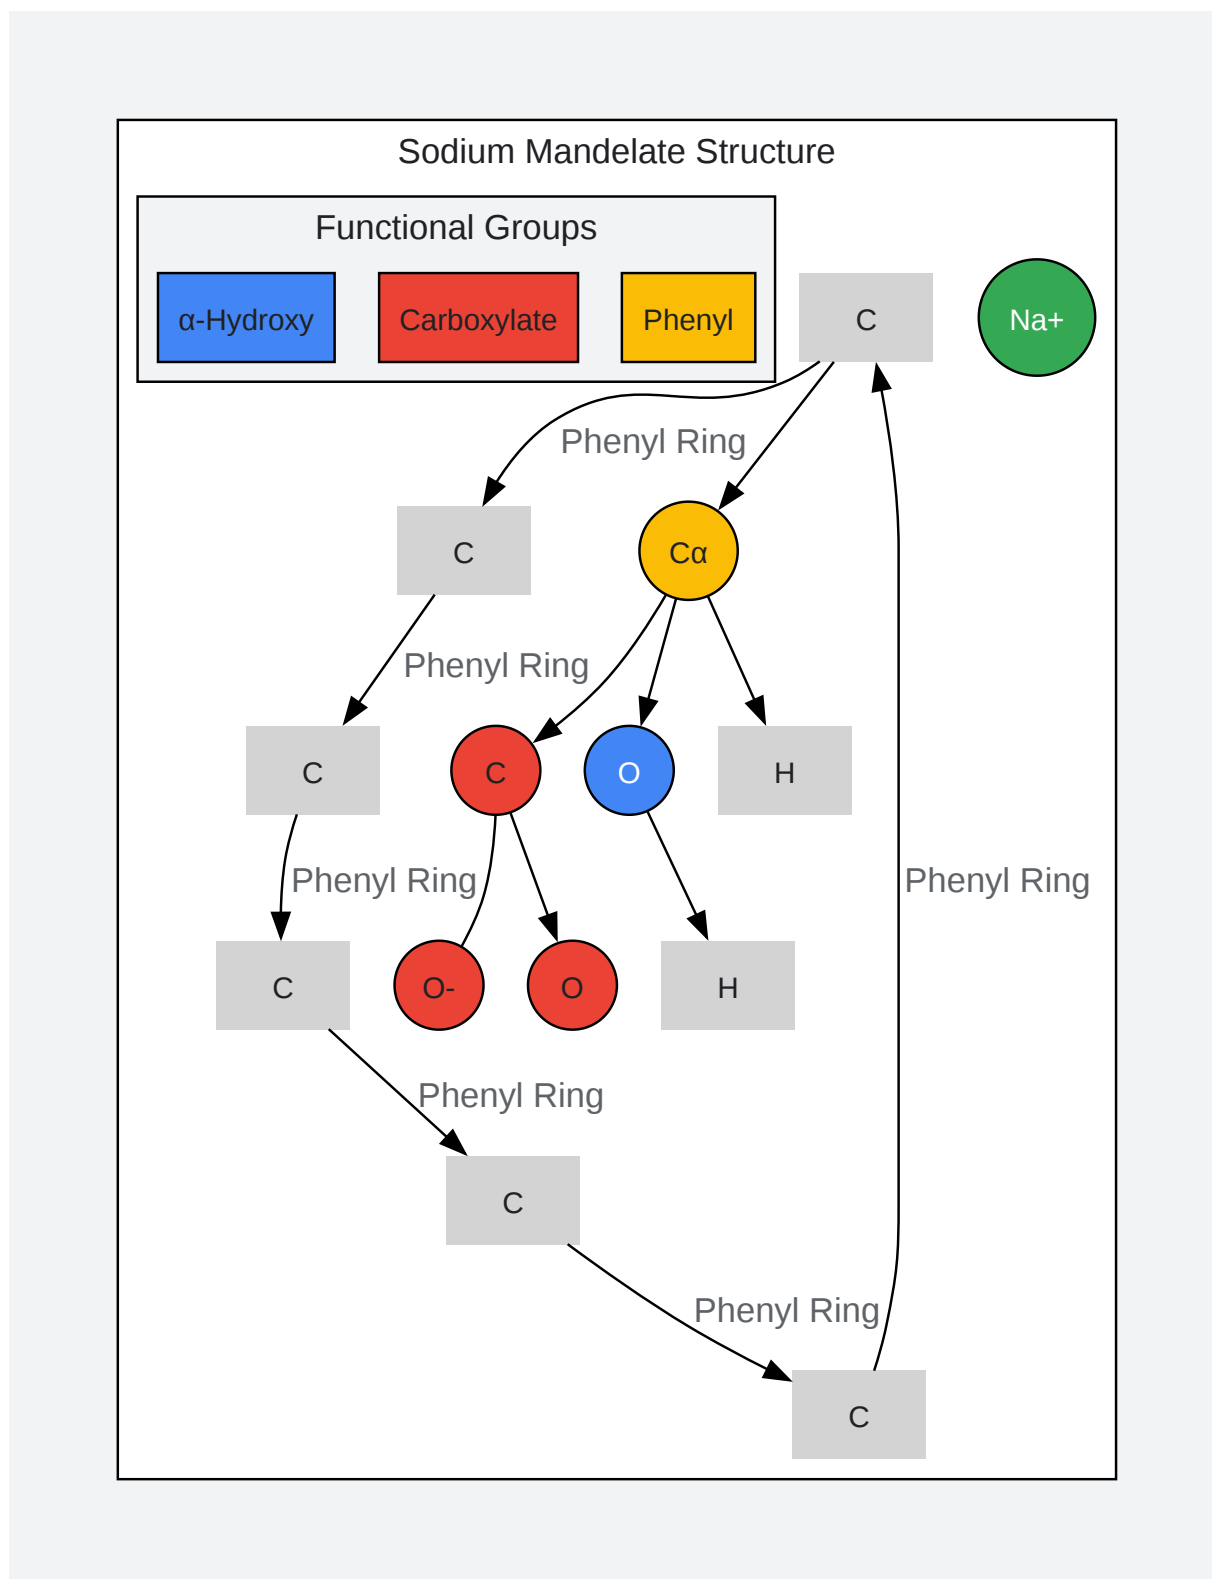 Sodium Mandelate Structure
Functional Groups
α-Hydroxy
Carboxylate
Phenyl
C
Na+
Phenyl Ring
C
Cα
Phenyl Ring
C
C
O
H
Phenyl Ring
Phenyl Ring
C
O-
O
H
Phenyl Ring
C
Phenyl Ring
C